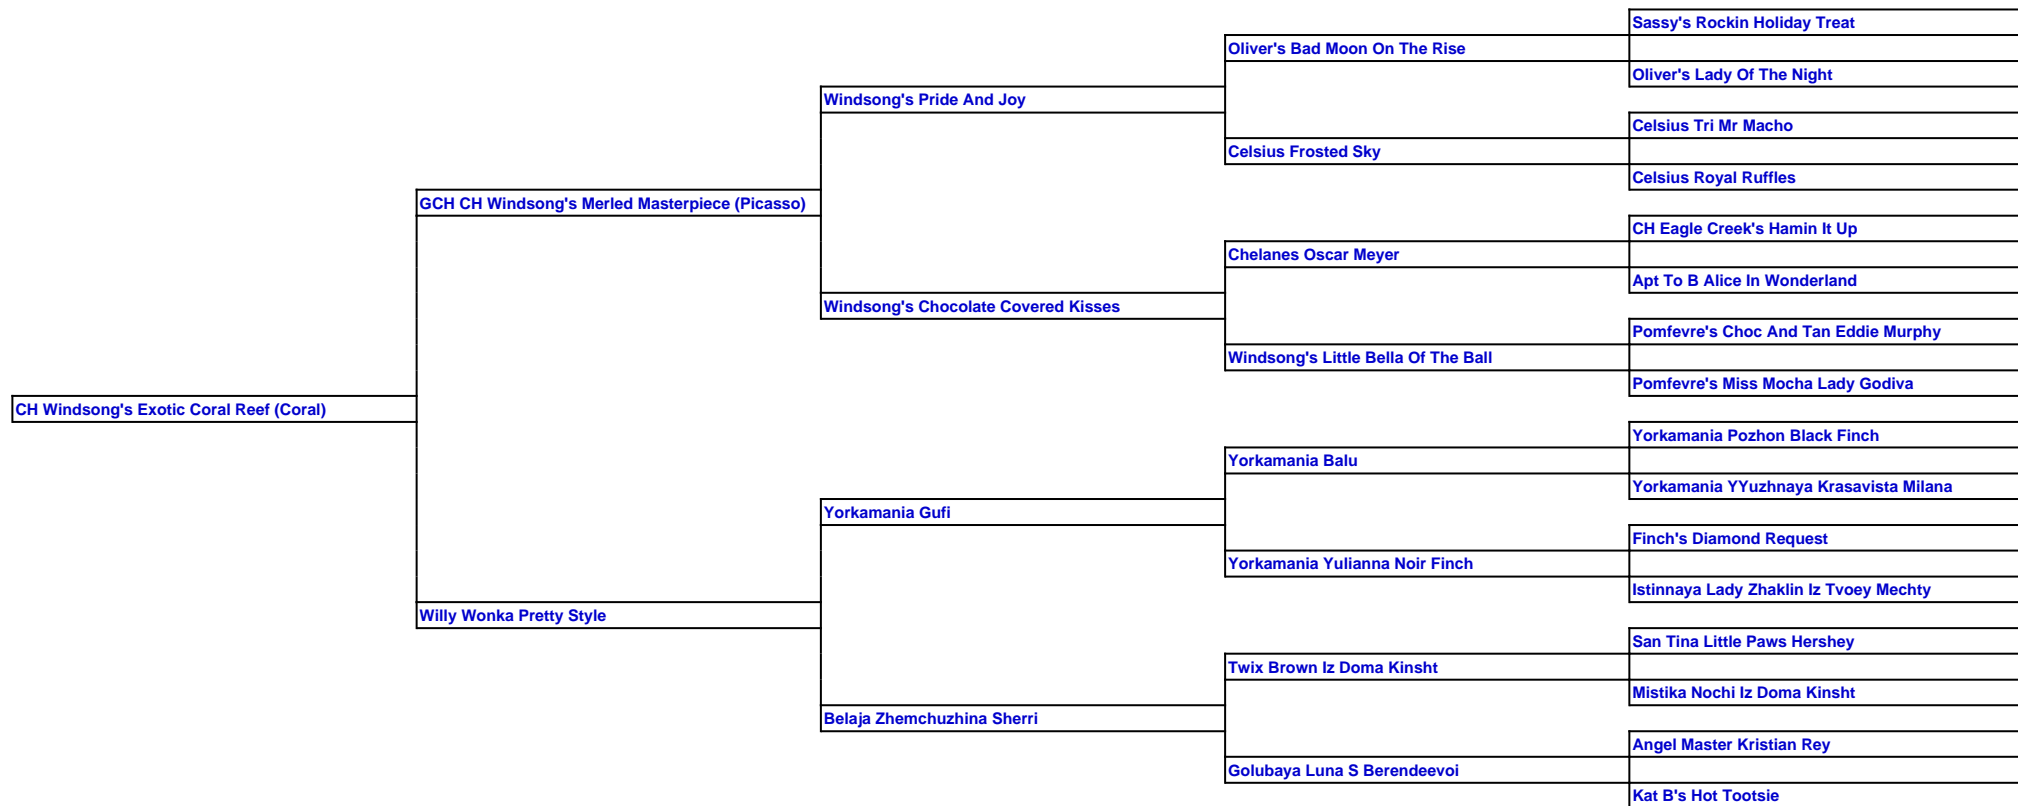 Sassy's Rockin Holiday Treat
Oliver's Bad Moon On The Rise
Oliver's Lady Of The Night
Windsong's Pride And Joy
Celsius Tri Mr Macho
Celsius Frosted Sky
Celsius Royal Ruffles
GCH CH Windsong's Merled Masterpiece (Picasso)
CH Eagle Creek's Hamin It Up
Chelanes Oscar Meyer
Apt To B Alice In Wonderland
Windsong's Chocolate Covered Kisses
Pomfevre's Choc And Tan Eddie Murphy
Windsong's Little Bella Of The Ball
Pomfevre's Miss Mocha Lady Godiva
CH Windsong's Exotic Coral Reef (Coral)
Yorkamania Pozhon Black Finch
Yorkamania Balu
Yorkamania YYuzhnaya Krasavista Milana
Yorkamania Gufi
Finch's Diamond Request
Yorkamania Yulianna Noir Finch
Istinnaya Lady Zhaklin Iz Tvoey Mechty
Willy Wonka Pretty Style
San Tina Little Paws Hershey
Twix Brown Iz Doma Kinsht
Mistika Nochi Iz Doma Kinsht
Belaja Zhemchuzhina Sherri
Angel Master Kristian Rey
Golubaya Luna S Berendeevoi
Kat B's Hot Tootsie